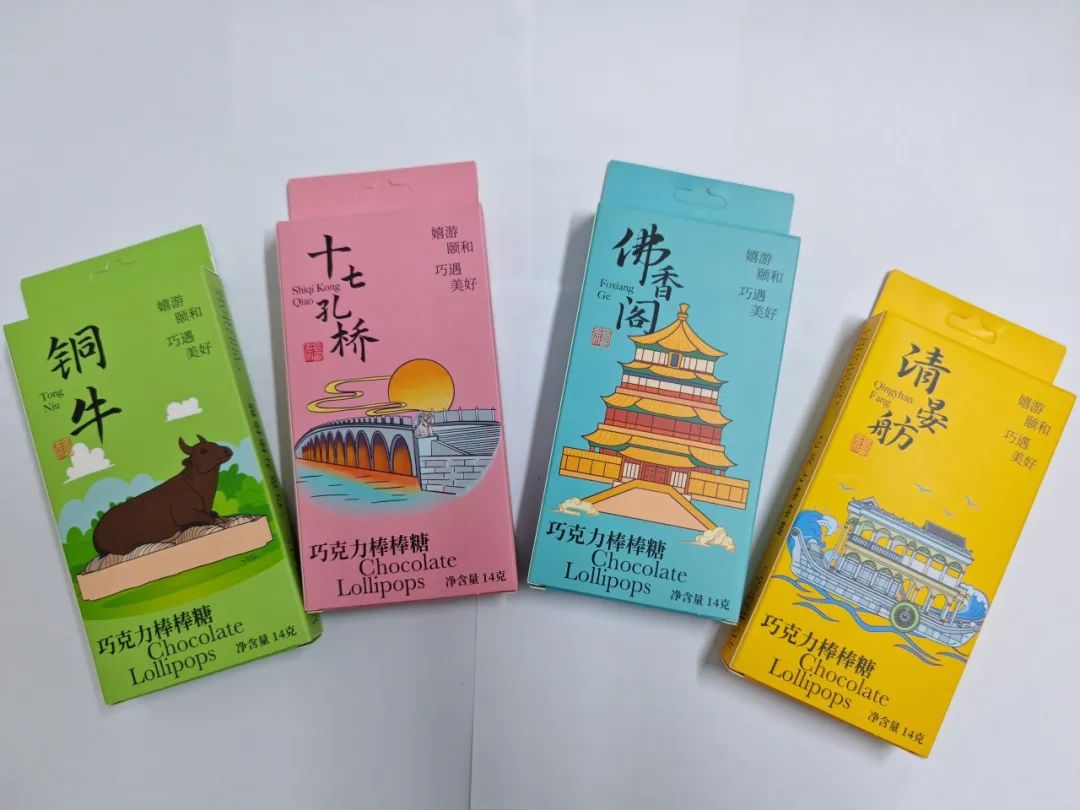 铜牛
Tong
Niu
嬉游
颐和
巧遇
美好
巧克力棒棒糖
Chocolate
Lollipops
净含量 14克
十七孔桥
Shiqi Kong
Qiao
嬉游
颐和
巧遇
美好
巧克力棒棒糖
Chocolate
Lollipops
净含量 14克
佛香阁
Foxiang
Ge
嬉游
颐和
巧遇
美好
巧克力棒棒糖
Chocolate
Lollipops
净含量 14克
清晏舫
Qingyhan
Fang
嬉游
颐和
巧遇
美好
巧克力棒棒糖
Chocolate
Lollipops
净含量 14克